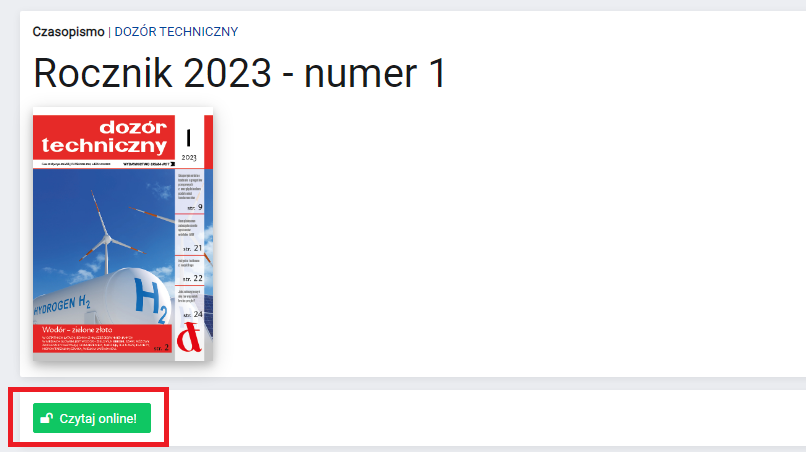 Czasopismo | DOZÓR TECHNICZNY
Rocznik 2023 - numer 1
dozór
techniczny
I
2023
str. 9
str. 21
str. 22
str. 24
HYDROGEN H2
H2
Wodór – zielone złoto
str. 2
d
Czytaj online!